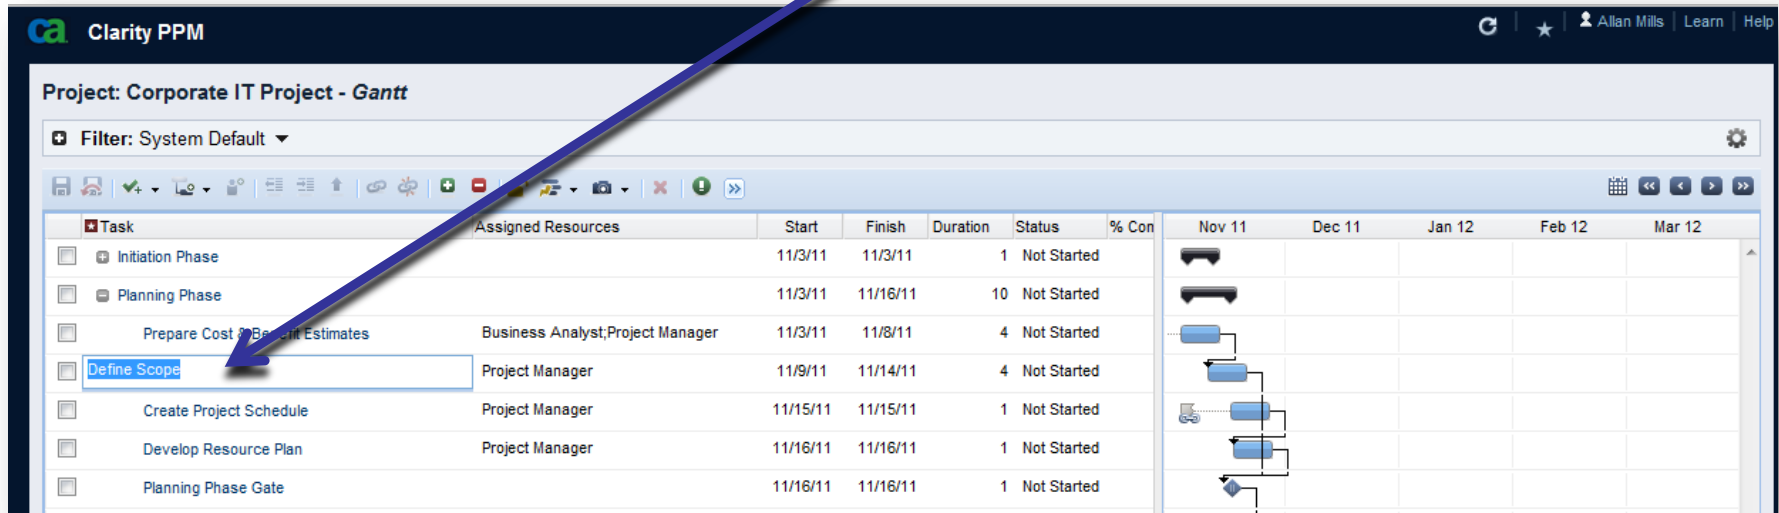 ca Clarity PPM Allan Mills Learn Help
Project: Corporate IT Project - Gantt
Filter: System Default
Task Assigned Resources Start Finish Duration Status % Con Nov 11 Dec 11 Jan 12 Feb 12 Mar 12
Initiation Phase 11/3/11 11/3/11 1 Not Started
Planning Phase 11/3/11 11/16/11 10 Not Started
Prepare Cost & Benefit Estimates Business Analyst;Project Manager 11/3/11 11/8/11 4 Not Started
Define Scope Project Manager 11/9/11 11/14/11 4 Not Started
Create Project Schedule Project Manager 11/15/11 11/15/11 1 Not Started
Develop Resource Plan Project Manager 11/16/11 11/16/11 1 Not Started
Planning Phase Gate 11/16/11 11/16/11 1 Not Started